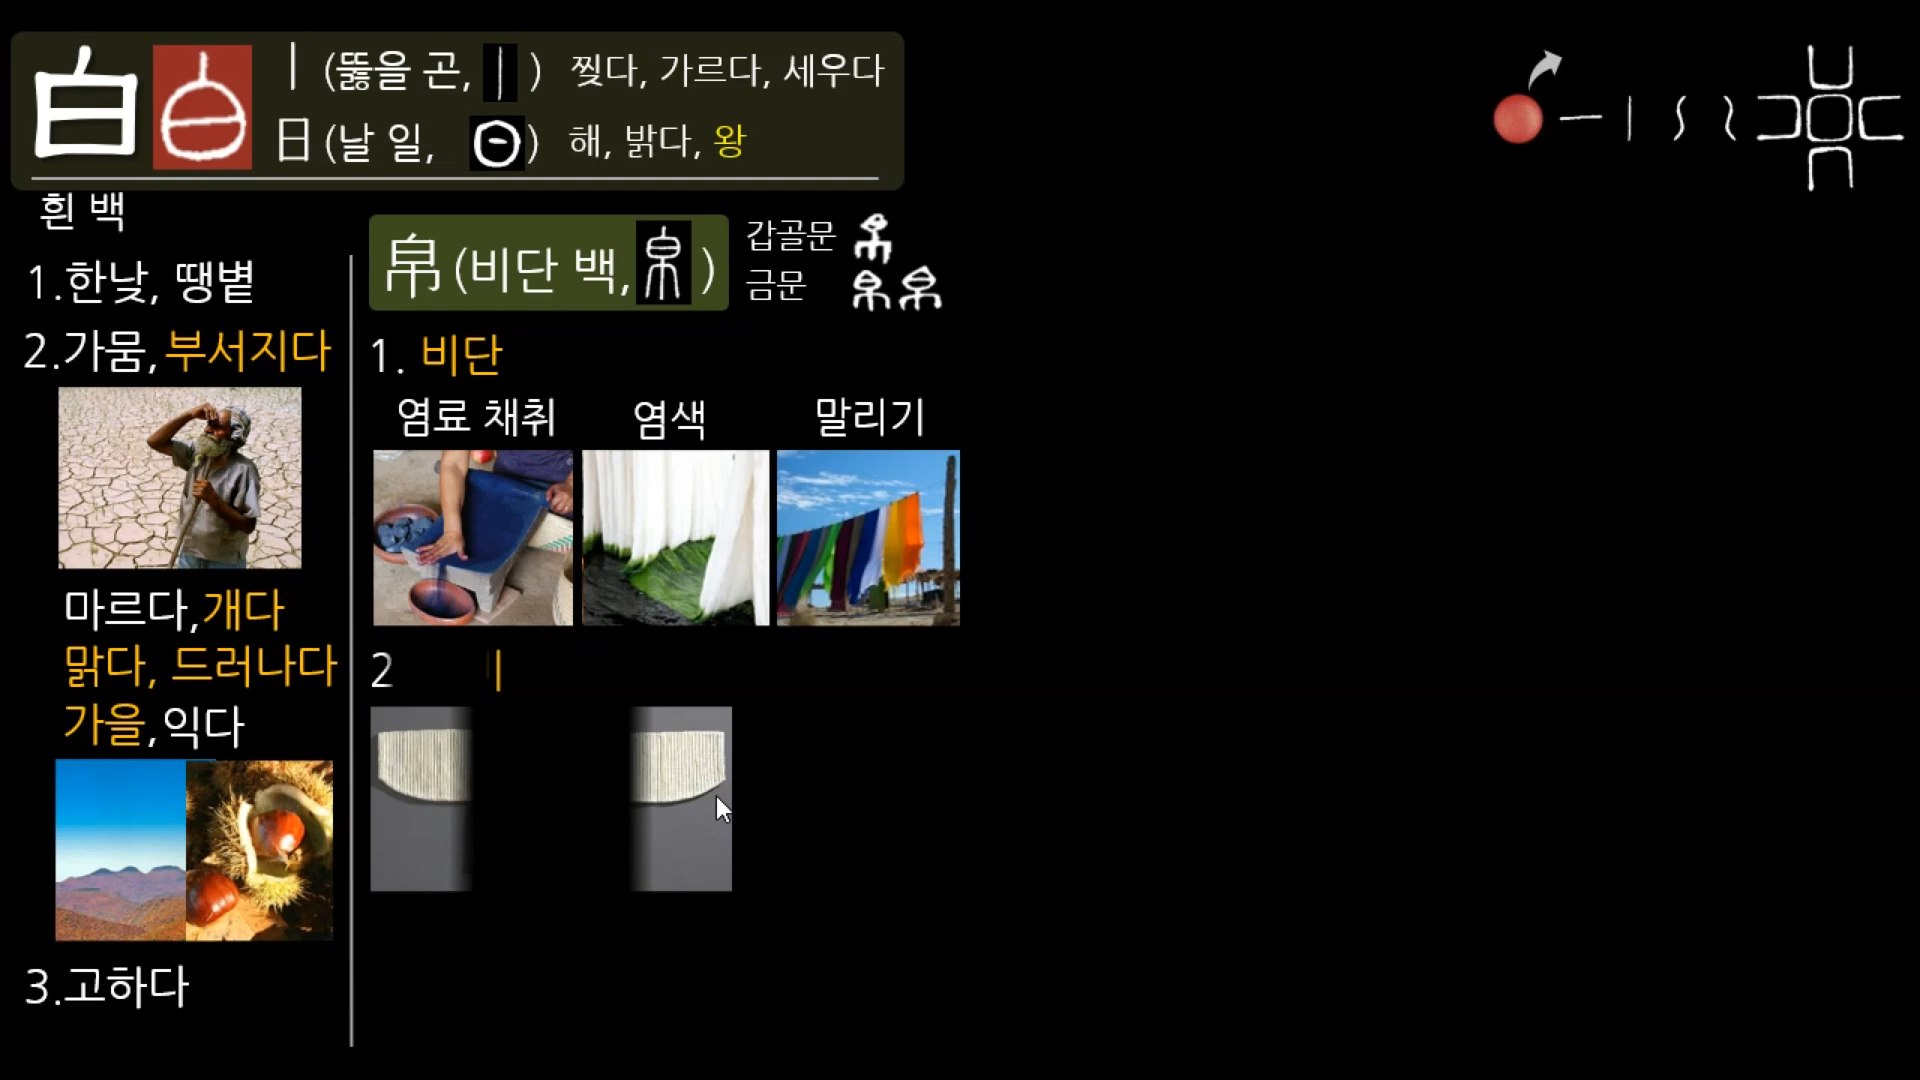 白 丨 (뚫을 곤, ) 찢다, 가르다, 세우다
日 (날 일, ) 해, 밝다, 왕
흰 백
1.한낮, 땡볕
2.가뭄, 부서지다
마르다, 개다
맑다, 드러나다
가을, 익다
3.고하다
帛 (비단 백, )
갑골문
금문
1. 비단
염료 채취 염색 말리기
2